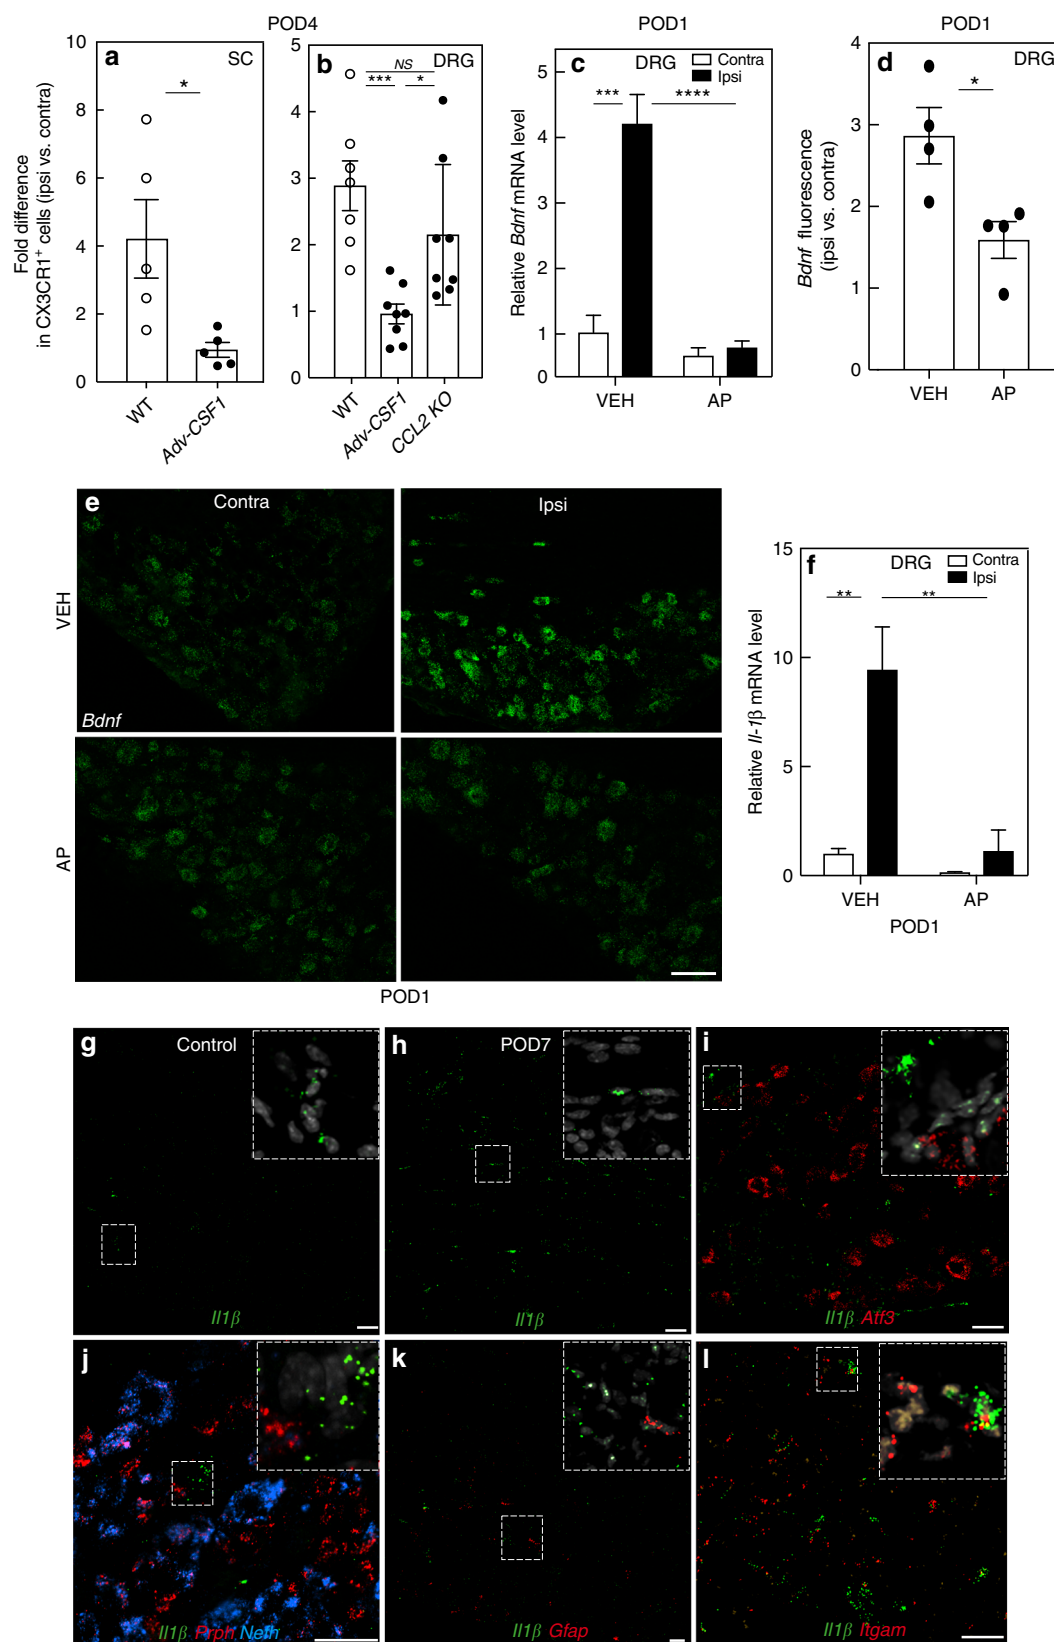 POD4
a
SC
*
Fold difference
in CX3CR1+ cells (ipsi vs. contra)
10
8
6
4
2
0
WT
Adv-CSF1
b
NS
DRG
***
*
5
4
3
2
1
0
WT
Adv-CSF1
CCL2 KO
POD1
c
DRG
Contra
Ipsi
***
****
Relative Bdnf mRNA level
5
4
3
2
1
0
VEH
AP
POD1
d
DRG
*
Bdnf fluorescence
(ipsi vs. contra)
4
3
2
1
0
VEH
AP
e
Contra
Ipsi
VEH
Bdnf
AP
POD1
f
DRG
Contra
Ipsi
**
**
Relative Il-1β mRNA level
15
10
5
0
VEH
AP
POD1
g
Control
Il1β
h
POD7
Il1β
i
Il1β Atf3
j
Il1β Prph Nefh
k
Il1β Gfap
l
Il1β Itgam